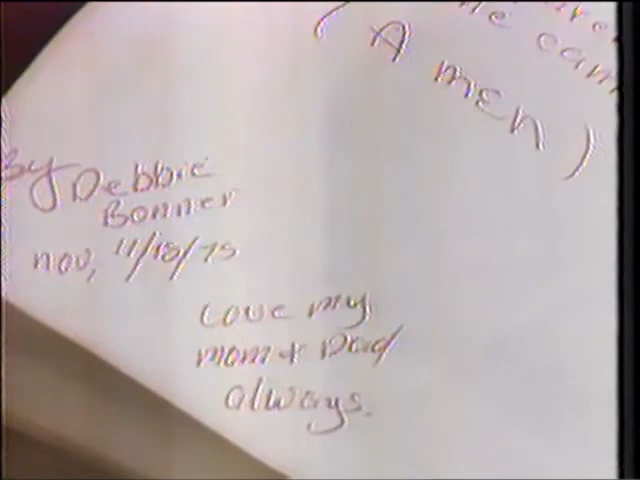 (A men)
By Debbie
Bonner
nov, 11/18/75
Love my
mom + Dad
always.